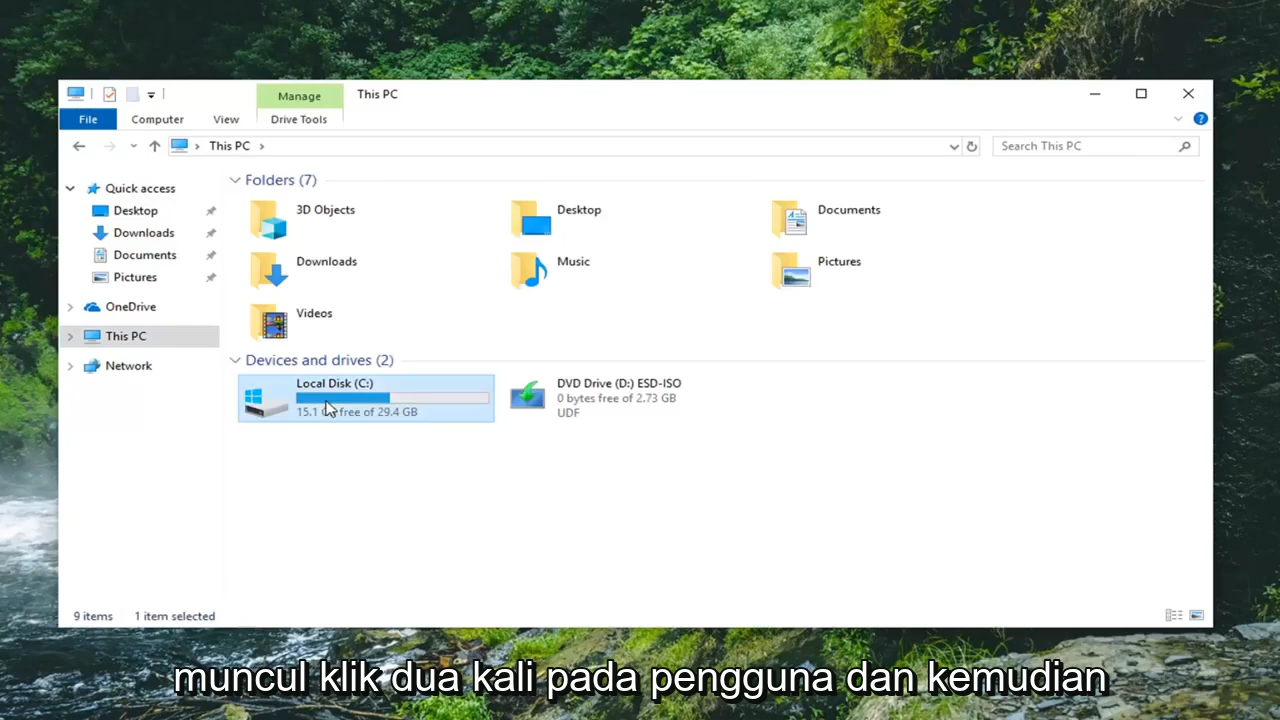 Manage
This PC
File
Computer
View
Drive Tools
This PC
Search This PC
Quick access
Desktop
Downloads
Documents
Pictures
OneDrive
This PC
Network
Folders (7)
3D Objects
Desktop
Documents
Downloads
Music
Pictures
Videos
Devices and drives (2)
Local Disk (C:)
15.1 free of 29.4 GB
DVD Drive (D:) ESD-ISO
0 bytes free of 2.73 GB
UDF
9 items
1 item selected
muncul klik dua kali pada pengguna dan kemudian